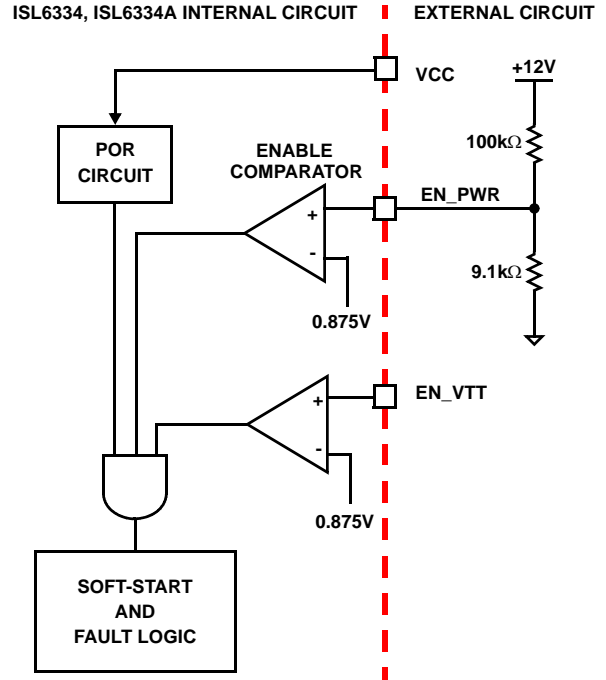 ISL6334, ISL6334A INTERNAL CIRCUIT
EXTERNAL CIRCUIT
VCC
+12V
POR
CIRCUIT
ENABLE
COMPARATOR
100kΩ
EN_PWR
+
-
9.1kΩ
0.875V
EN_VTT
+
-
0.875V
SOFT-START
AND
FAULT LOGIC